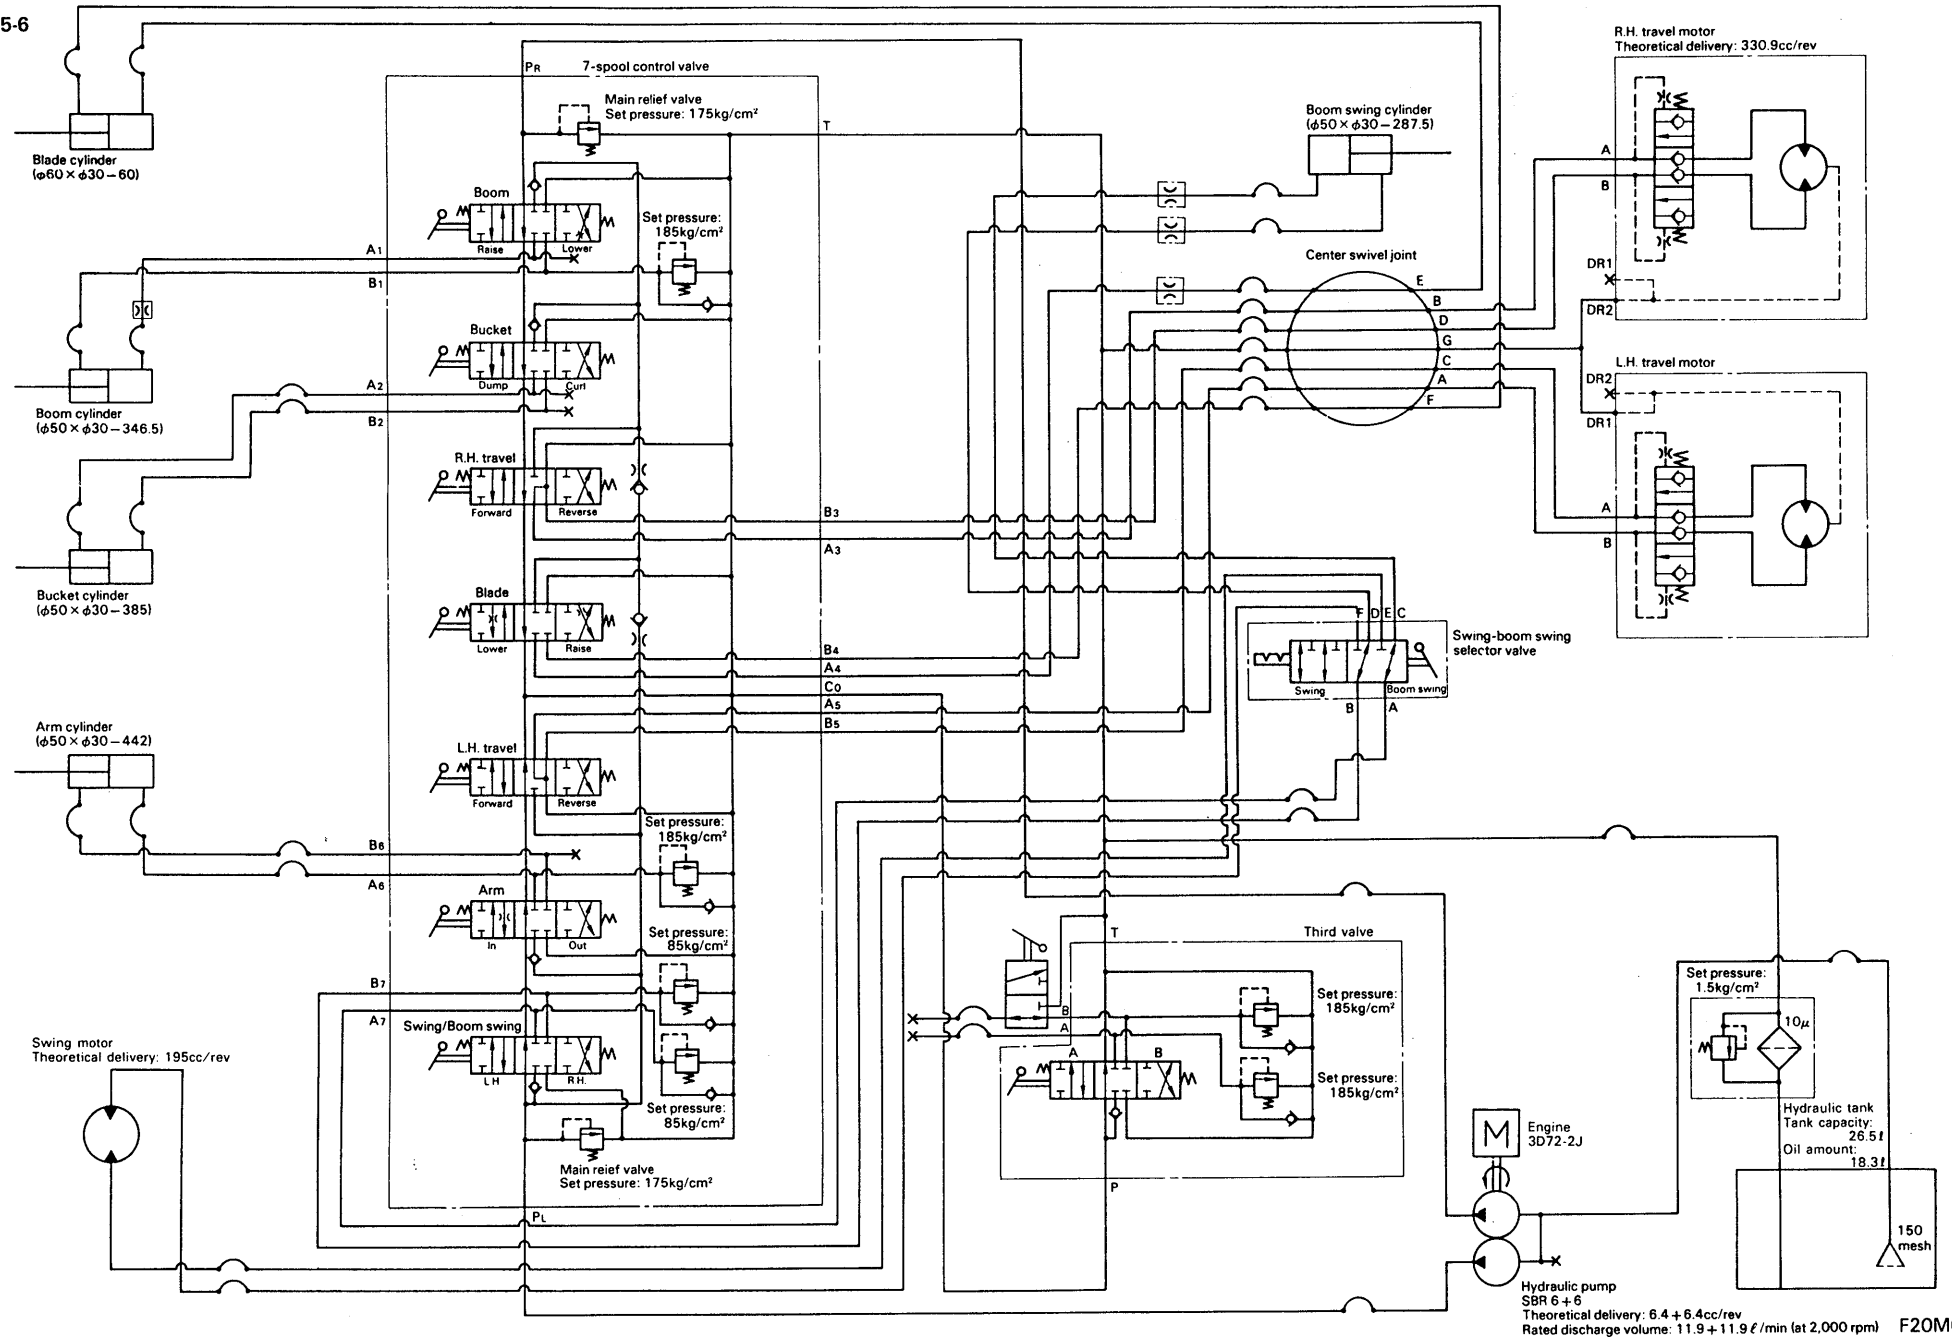 5-6
Blade cylinder
(φ60×φ30−60)
A1
B1
Boom cylinder
(φ50×φ30−346.5)
A2
B2
Bucket cylinder
(φ50×φ30−385)
Arm cylinder
(φ50×φ30−442)
B6
A6
B7
A7
Swing motor
Theoretical delivery: 195cc/rev
PR
7-spool control valve
Main relief valve
Set pressure: 175kg/cm²
T
Boom
Raise
Lower
Set pressure:
185kg/cm²
Bucket
Dump
Curl
R.H. travel
Forward
Reverse
B3
A3
Blade
Lower
Raise
B4
A4
Co
A5
B5
L.H. travel
Forward
Reverse
Set pressure:
185kg/cm²
Arm
In
Out
Set pressure:
85kg/cm²
Swing/Boom swing
L H
R H.
Set pressure:
85kg/cm²
Main reief valve
Set pressure: 175kg/cm²
PL
Boom swing cylinder
(φ50×φ30−287.5)
Center swivel joint
E
B
D
G
C
A
F
R.H. travel motor
Theoretical delivery: 330.9cc/rev
A
B
DR1
DR2
L.H. travel motor
DR2
DR1
A
B
F D E C
Swing-boom swing
selector valve
Swing
Boom swing
B
A
T
Third valve
B
A
A
B
Set pressure:
185kg/cm²
Set pressure:
185kg/cm²
P
Set pressure:
1.5kg/cm²
10μ
Hydraulic tank
Tank capacity:
26.5ℓ
Oil amount:
18.3ℓ
150
mesh
M
Engine
3D72-2J
Hydraulic pump
SBR 6+6
Theoretical delivery: 6.4+6.4cc/rev
Rated discharge volume: 11.9+11.9ℓ/min (at 2,000 rpm)
F20M